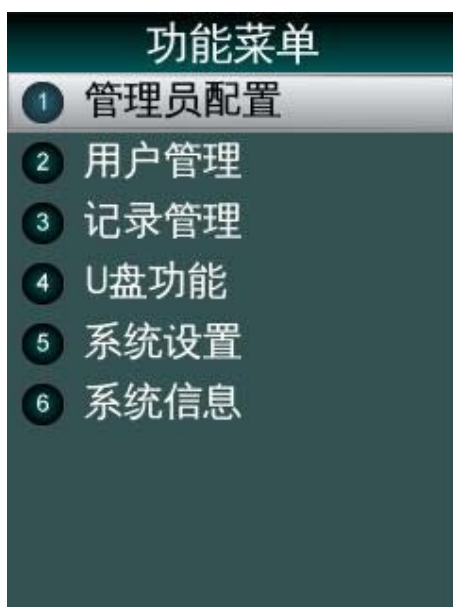 功能菜单
1 管理员配置
2 用户管理
3 记录管理
4 U盘功能
5 系统设置
6 系统信息